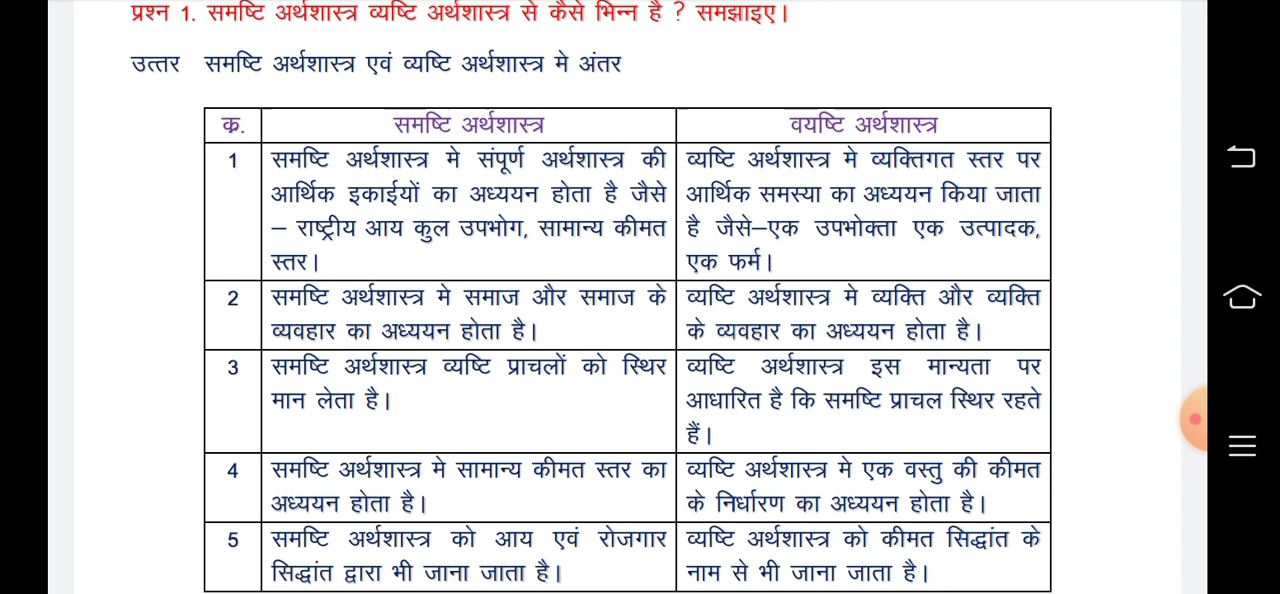 प्रश्न 1. समष्टि अर्थशास्त्र व्यष्टि अर्थशास्त्र से कैसे भिन्न है ? समझाइए।
उत्तर समष्टि अर्थशास्त्र एवं व्यष्टि अर्थशास्त्र मे अंतर
क्र. समष्टि अर्थशास्त्र वयष्टि अर्थशास्त्र
1 समष्टि अर्थशास्त्र मे संपूर्ण अर्थशास्त्र की
आर्थिक इकाईयों का अध्ययन होता है जैसे
– राष्ट्रीय आय कुल उपभोग, सामान्य कीमत
स्तर।
व्यष्टि अर्थशास्त्र मे व्यक्तिगत स्तर पर
आर्थिक समस्या का अध्ययन किया जाता
है जैसे–एक उपभोक्ता एक उत्पादक,
एक फर्म।
2 समष्टि अर्थशास्त्र मे समाज और समाज के
व्यवहार का अध्ययन होता है।
व्यष्टि अर्थशास्त्र मे व्यक्ति और व्यक्ति
के व्यवहार का अध्ययन होता है।
3 समष्टि अर्थशास्त्र व्यष्टि प्राचलों को स्थिर
मान लेता है।
व्यष्टि अर्थशास्त्र इस मान्यता पर
आधारित है कि समष्टि प्राचल स्थिर रहते
हैं।
4 समष्टि अर्थशास्त्र मे सामान्य कीमत स्तर का
अध्ययन होता है।
व्यष्टि अर्थशास्त्र मे एक वस्तु की कीमत
के निर्धारण का अध्ययन होता है।
5 समष्टि अर्थशास्त्र को आय एवं रोजगार
सिद्धांत द्वारा भी जाना जाता है।
व्यष्टि अर्थशास्त्र को कीमत सिद्धांत के
नाम से भी जाना जाता है।